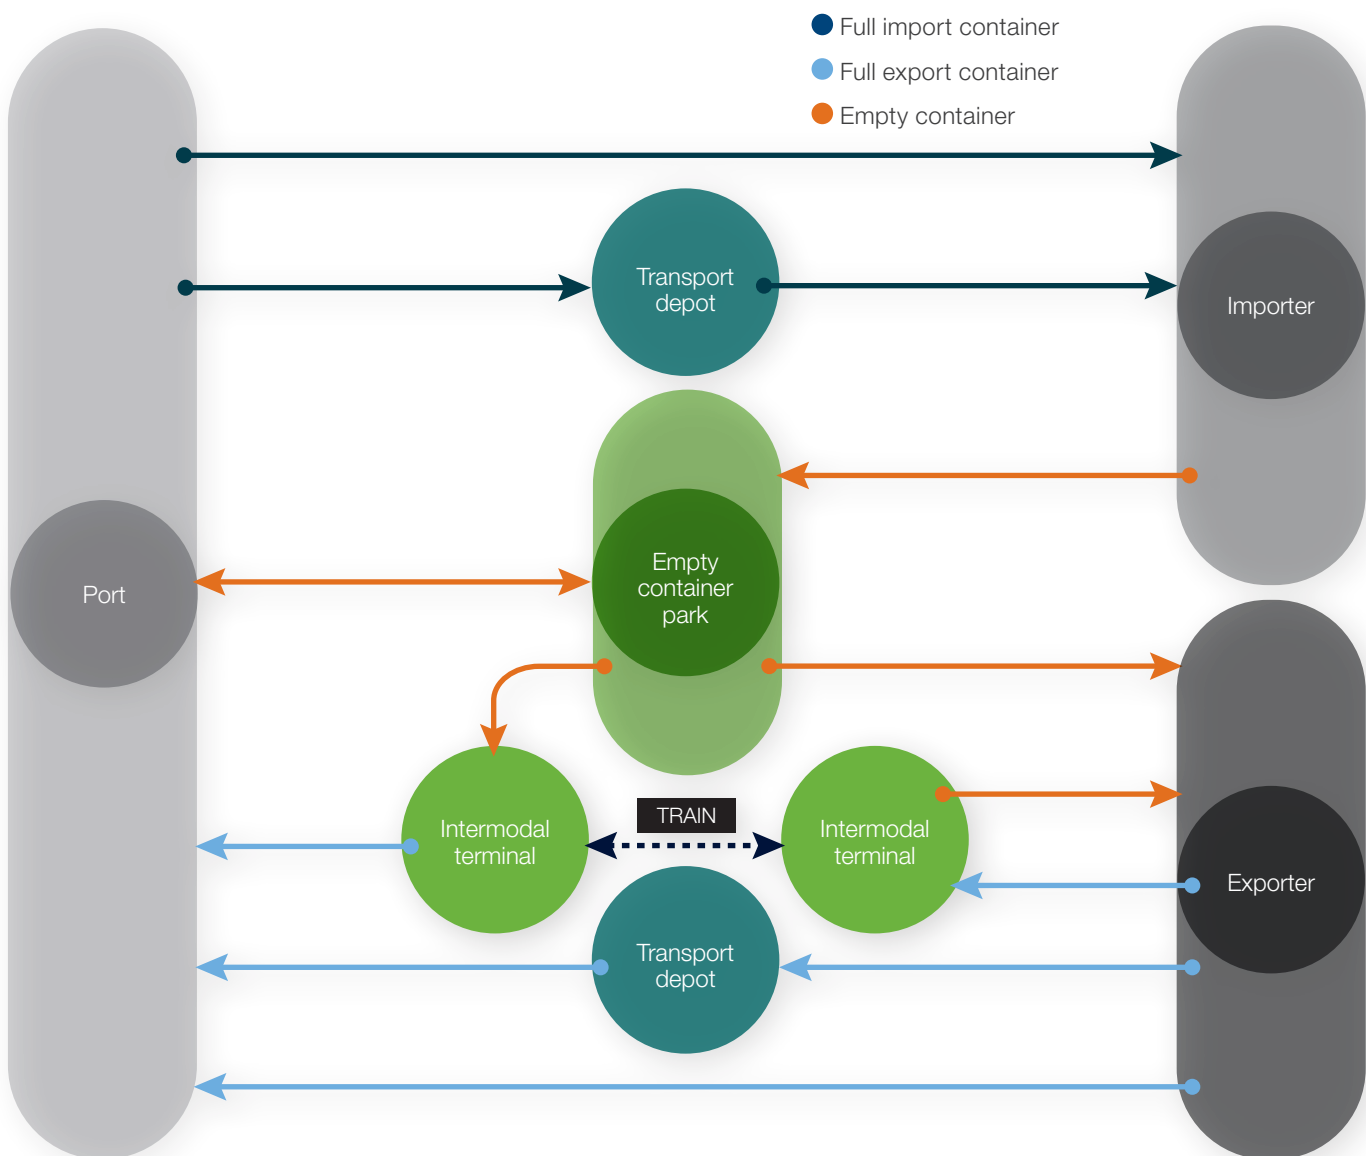 Full import container
Full export container
Empty container
Transport
depot
Importer
Empty
container
park
Port
TRAIN
Intermodal
terminal
Intermodal
terminal
Exporter
Transport
depot